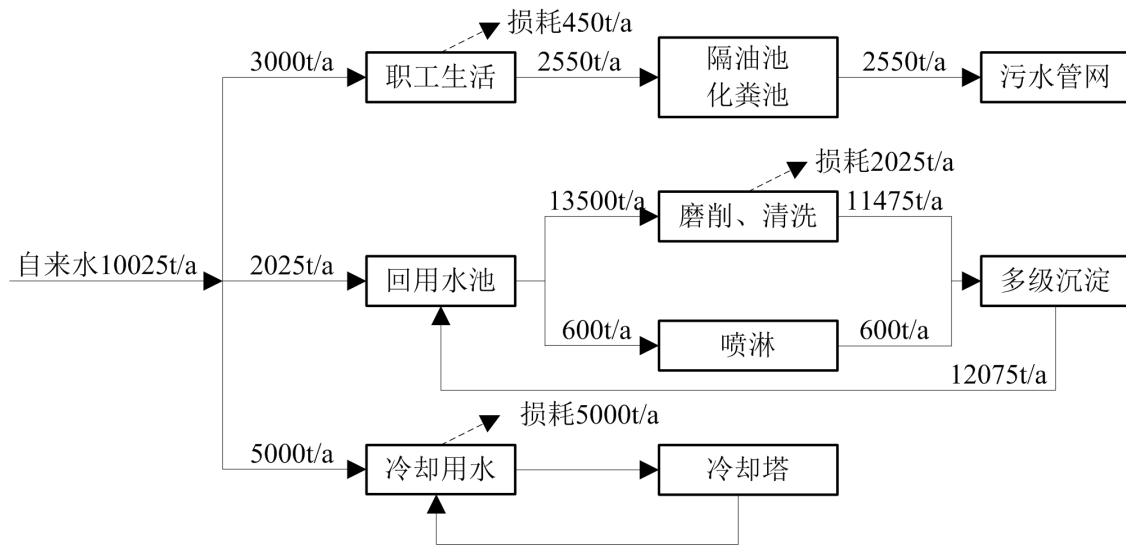 损耗450t/a
3000t/a
职工生活
2550t/a
隔油池
化粪池
2550t/a
污水管网
损耗2025t/a
13500t/a
磨削、清洗
11475t/a
自来水10025t/a
2025t/a
回用水池
多级沉淀
600t/a
喷淋
600t/a
12075t/a
损耗5000t/a
5000t/a
冷却用水
冷却塔